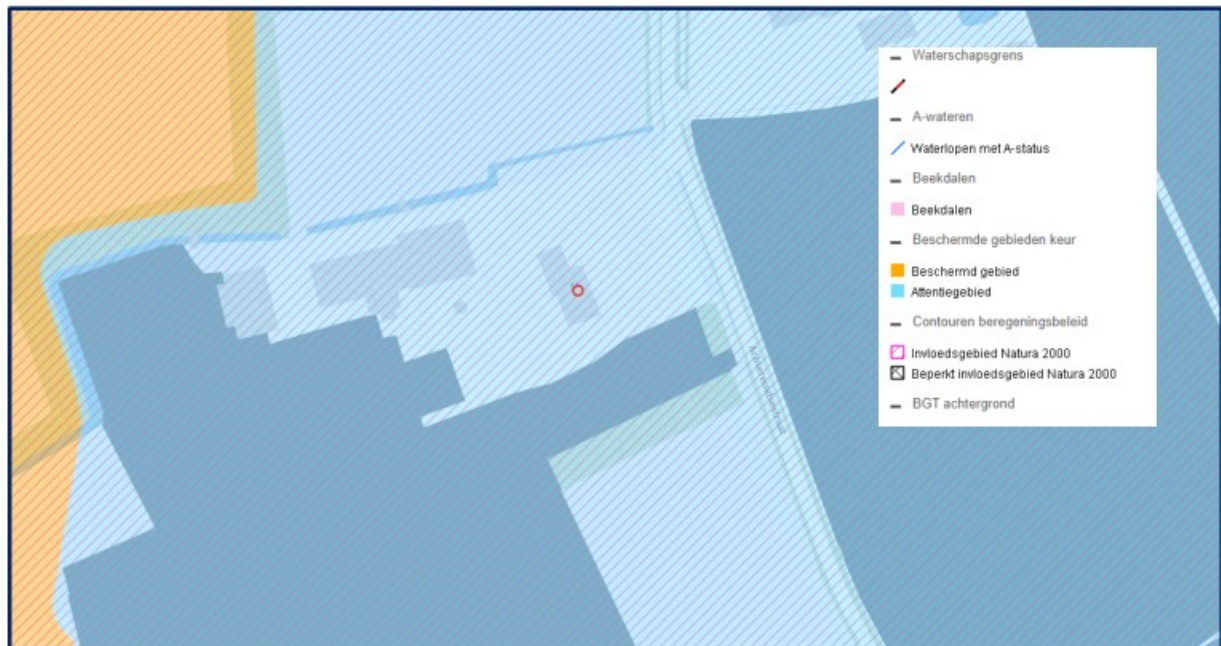 Waterschapsgrens
A-wateren
Waterlopen met A-status
Beekdalen
Beekdalen
Beschermde gebieden keur
Beschermd gebied
Attentiegebied
Contouren beregeningsbeleid
Invloedsgebied Natura 2000
Beperkt invloedsgebied Natura 2000
BGT achtergrond